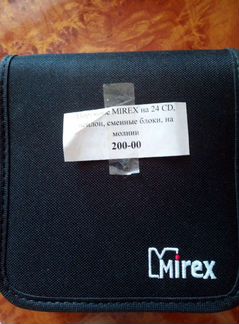 MIREX на 24 CD,
сменные блоки, на
молнии
200-00
Mirex